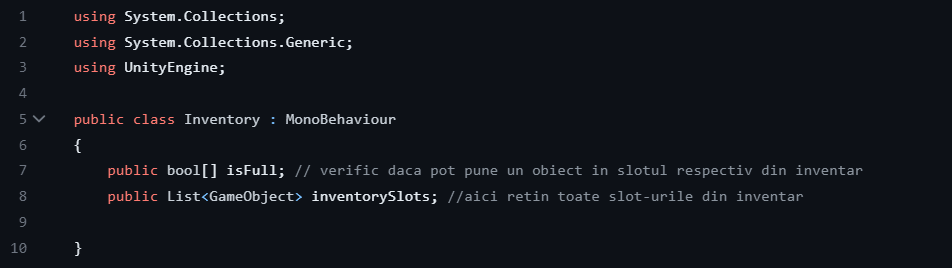 1 using System.Collections;
2 using System.Collections.Generic;
3 using UnityEngine;
4
5 public class Inventory : MonoBehaviour
6 {
7 public bool[] isFull; // verific daca pot pune un obiect in slotul respectiv din inventar
8 public List<GameObject> inventorySlots; //aici retin toate slot-urile din inventar
9
10 }